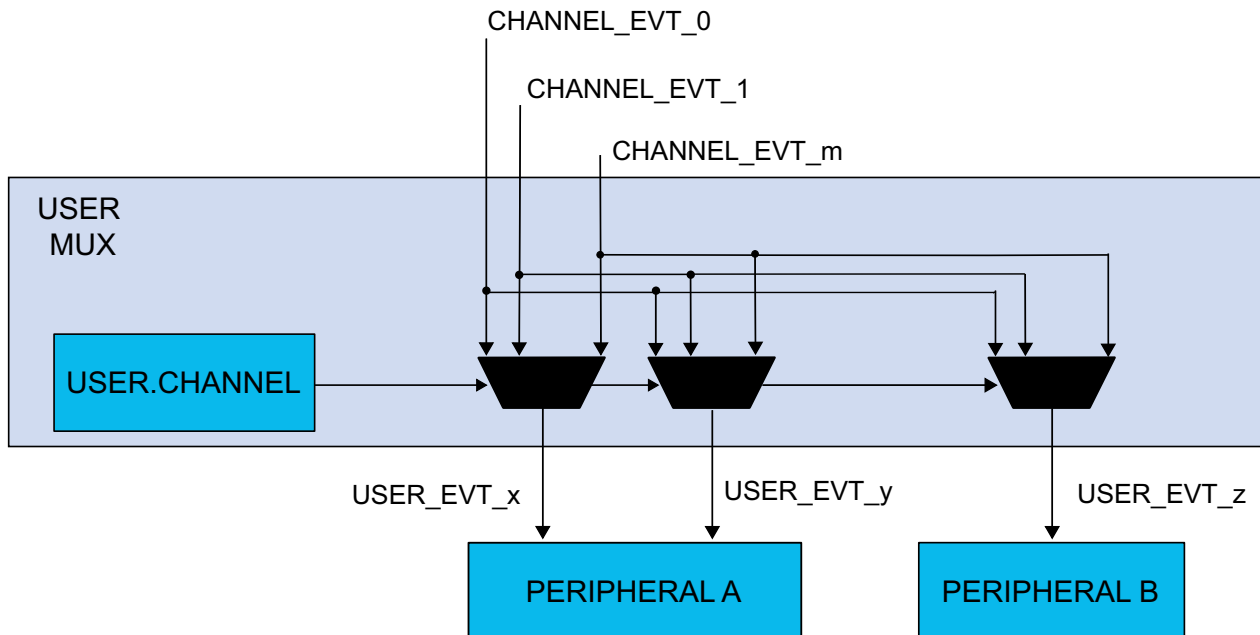 CHANNEL_EVT_0
CHANNEL_EVT_1
CHANNEL_EVT_m
USER
MUX
USER.CHANNEL
USER_EVT_x
USER_EVT_y
USER_EVT_z
PERIPHERAL A
PERIPHERAL B